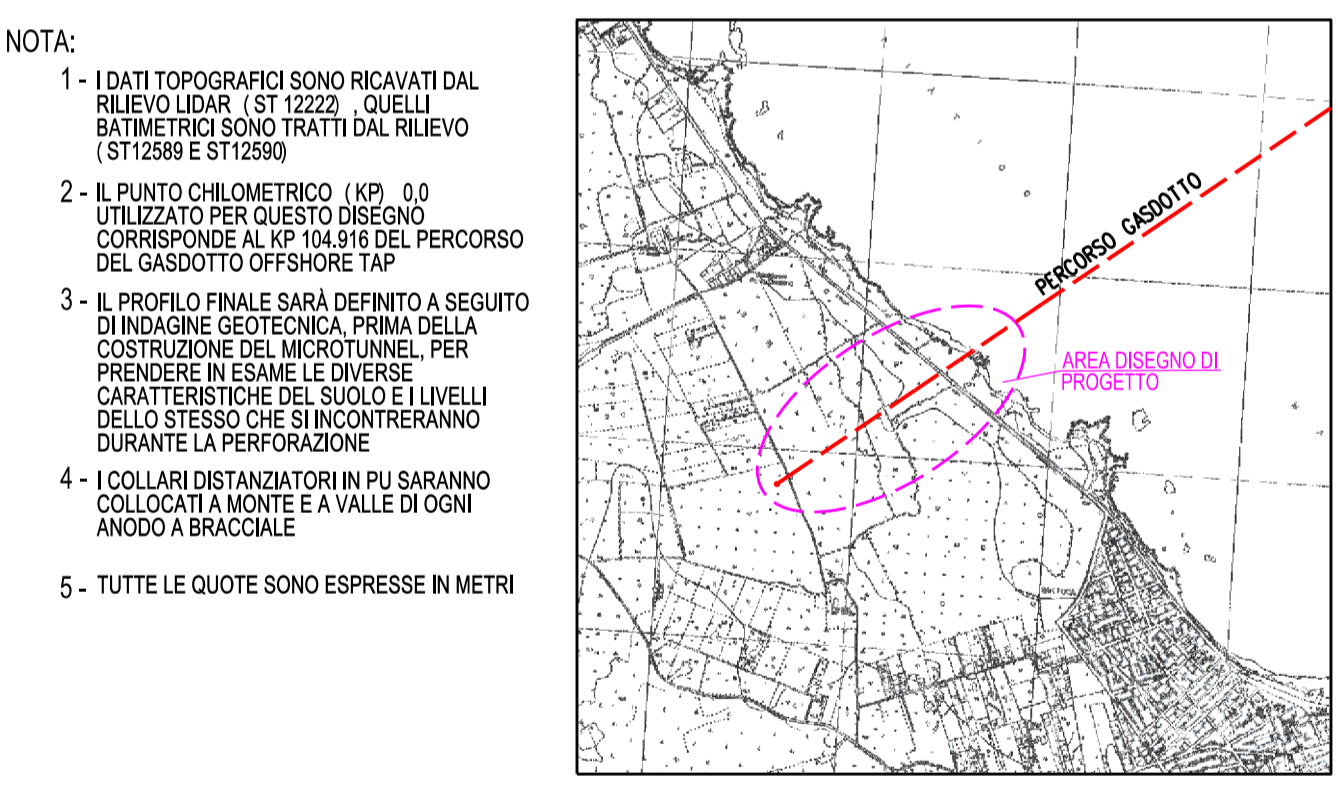 NOTA:
1 - I DATI TOPOGRAFICI SONO RICAVATI DAL
RILIEVO LIDAR ( ST 12222) , QUELLI
BATIMETRICI SONO TRATTI DAL RILIEVO
( ST12589 E ST12590)
2 - IL PUNTO CHILOMETRICO ( KP) 0,0
UTILIZZATO PER QUESTO DISEGNO
CORRISPONDE AL KP 104.916 DEL PERCORSO
DEL GASDOTTO OFFSHORE TAP
3 - IL PROFILO FINALE SARÀ DEFINITO A SEGUITO
DI INDAGINE GEOTECNICA, PRIMA DELLA
COSTRUZIONE DEL MICROTUNNEL, PER
PRENDERE IN ESAME LE DIVERSE
CARATTERISTICHE DEL SUOLO E I LIVELLI
DELLO STESSO CHE SI INCONTRERANNO
DURANTE LA PERFORAZIONE
4 - I COLLARI DISTANZIATORI IN PU SARANNO
COLLOCATI A MONTE E A VALLE DI OGNI
ANODO A BRACCIALE
5 - TUTTE LE QUOTE SONO ESPRESSE IN METRI
PERCORSO GASDOTTO
AREA DISEGNO DI
PROGETTO